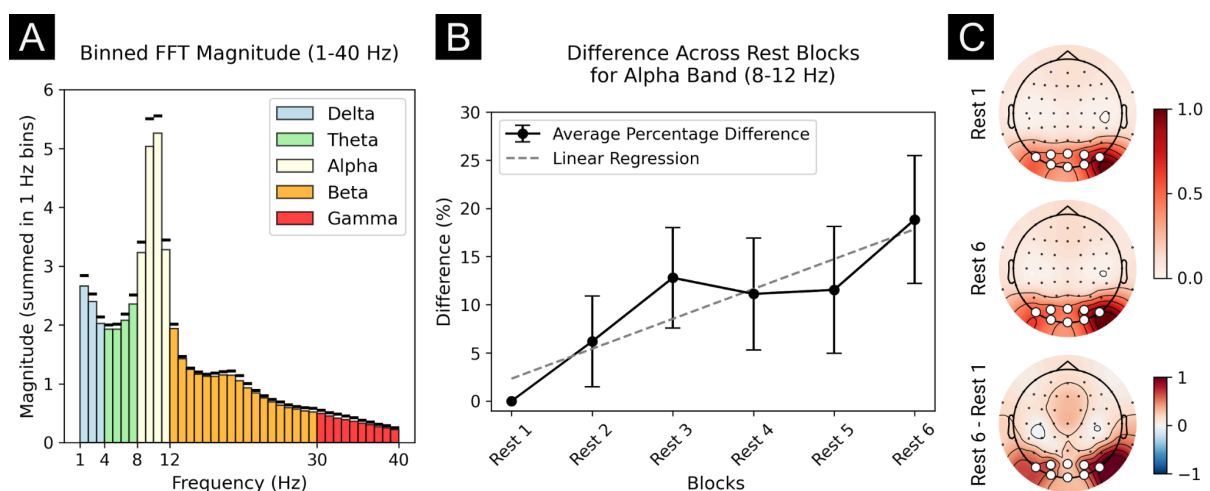 A
Binned FFT Magnitude (1-40 Hz)
Magnitude (summed in 1 Hz bins)
6
5
4
3
2
1
0
Delta
Theta
Alpha
Beta
Gamma
1
4
8
12
30
40
Frequency (Hz)
B
Difference Across Rest Blocks
for Alpha Band (8-12 Hz)
Difference (%)
30
25
20
15
10
5
0
Average Percentage Difference
Linear Regression
Rest 1
Rest 2
Rest 3
Rest 4
Rest 5
Rest 6
Blocks
C
Rest 1
Rest 6
Rest 6 - Rest 1
1.0
0.5
0.0
1
0
−1